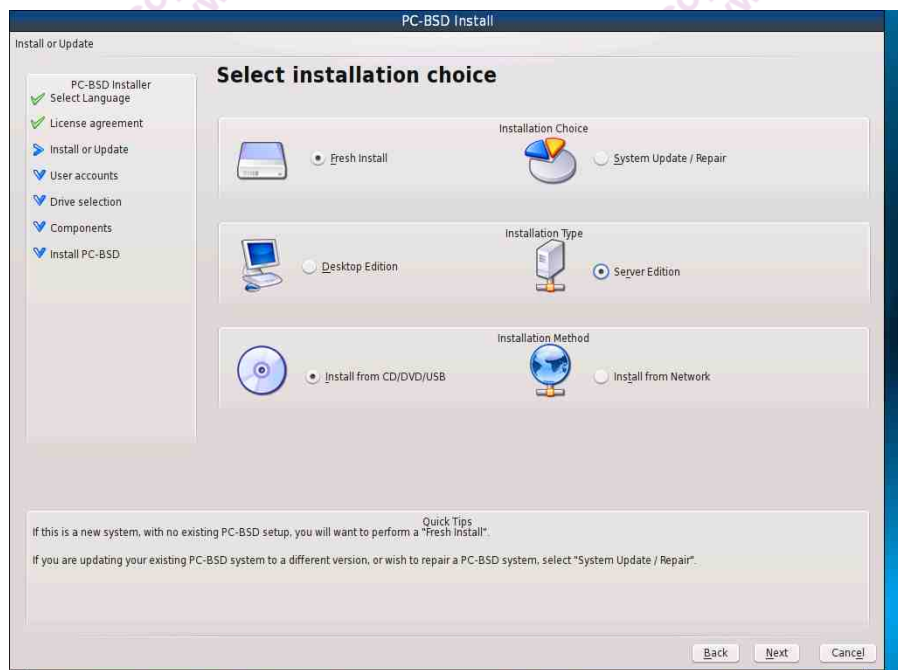 PC-BSD Install
Install or Update
PC-BSD Installer
Select Language
License agreement
Install or Update
User accounts
Drive selection
Components
Install PC-BSD
Select installation choice
Installation Choice
Fresh Install
System Update / Repair
Installation Type
Desktop Edition
Server Edition
Installation Method
Install from CD/DVD/USB
Install from Network
Quick Tips
If this is a new system, with no existing PC-BSD setup, you will want to perform a "Fresh Install".
If you are updating your existing PC-BSD system to a different version, or wish to repair a PC-BSD system, select "System Update / Repair".
Back
Next
Cancel